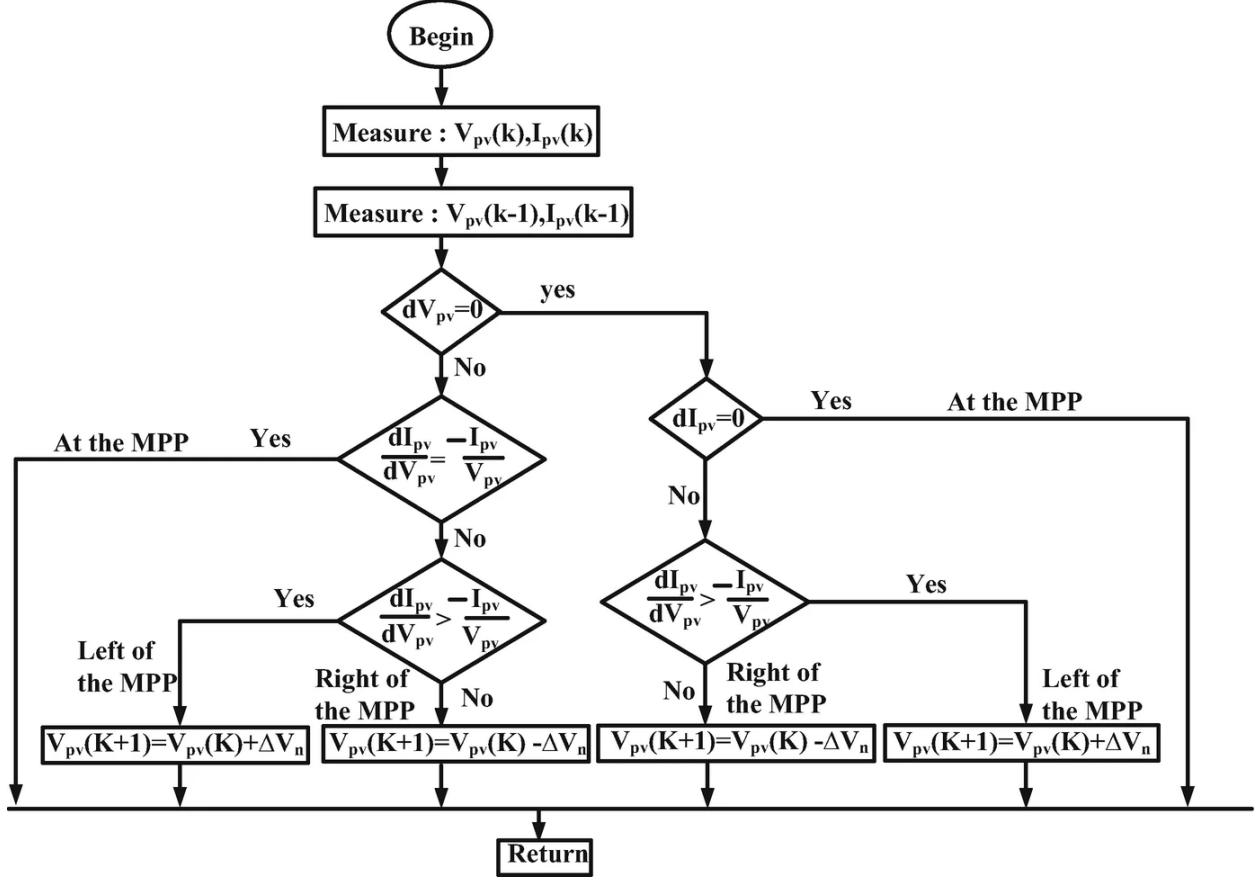 Begin
Measure : Vpv(k),Ipv(k)
Measure : Vpv(k-1),Ipv(k-1)
dVpv=0
yes
No
dIpv=0
Yes
At the MPP
At the MPP
Yes
dIpv/dVpv = −Ipv/Vpv
No
No
dIpv/dVpv > −Ipv/Vpv
Yes
Left of
the MPP
Right of
the MPP
No
dIpv/dVpv > −Ipv/Vpv
Yes
No
Right of
the MPP
Left of
the MPP
Vpv(K+1)=Vpv(K)+ΔVn
Vpv(K+1)=Vpv(K) -ΔVn
Vpv(K+1)=Vpv(K) -ΔVn
Vpv(K+1)=Vpv(K)+ΔVn
Return